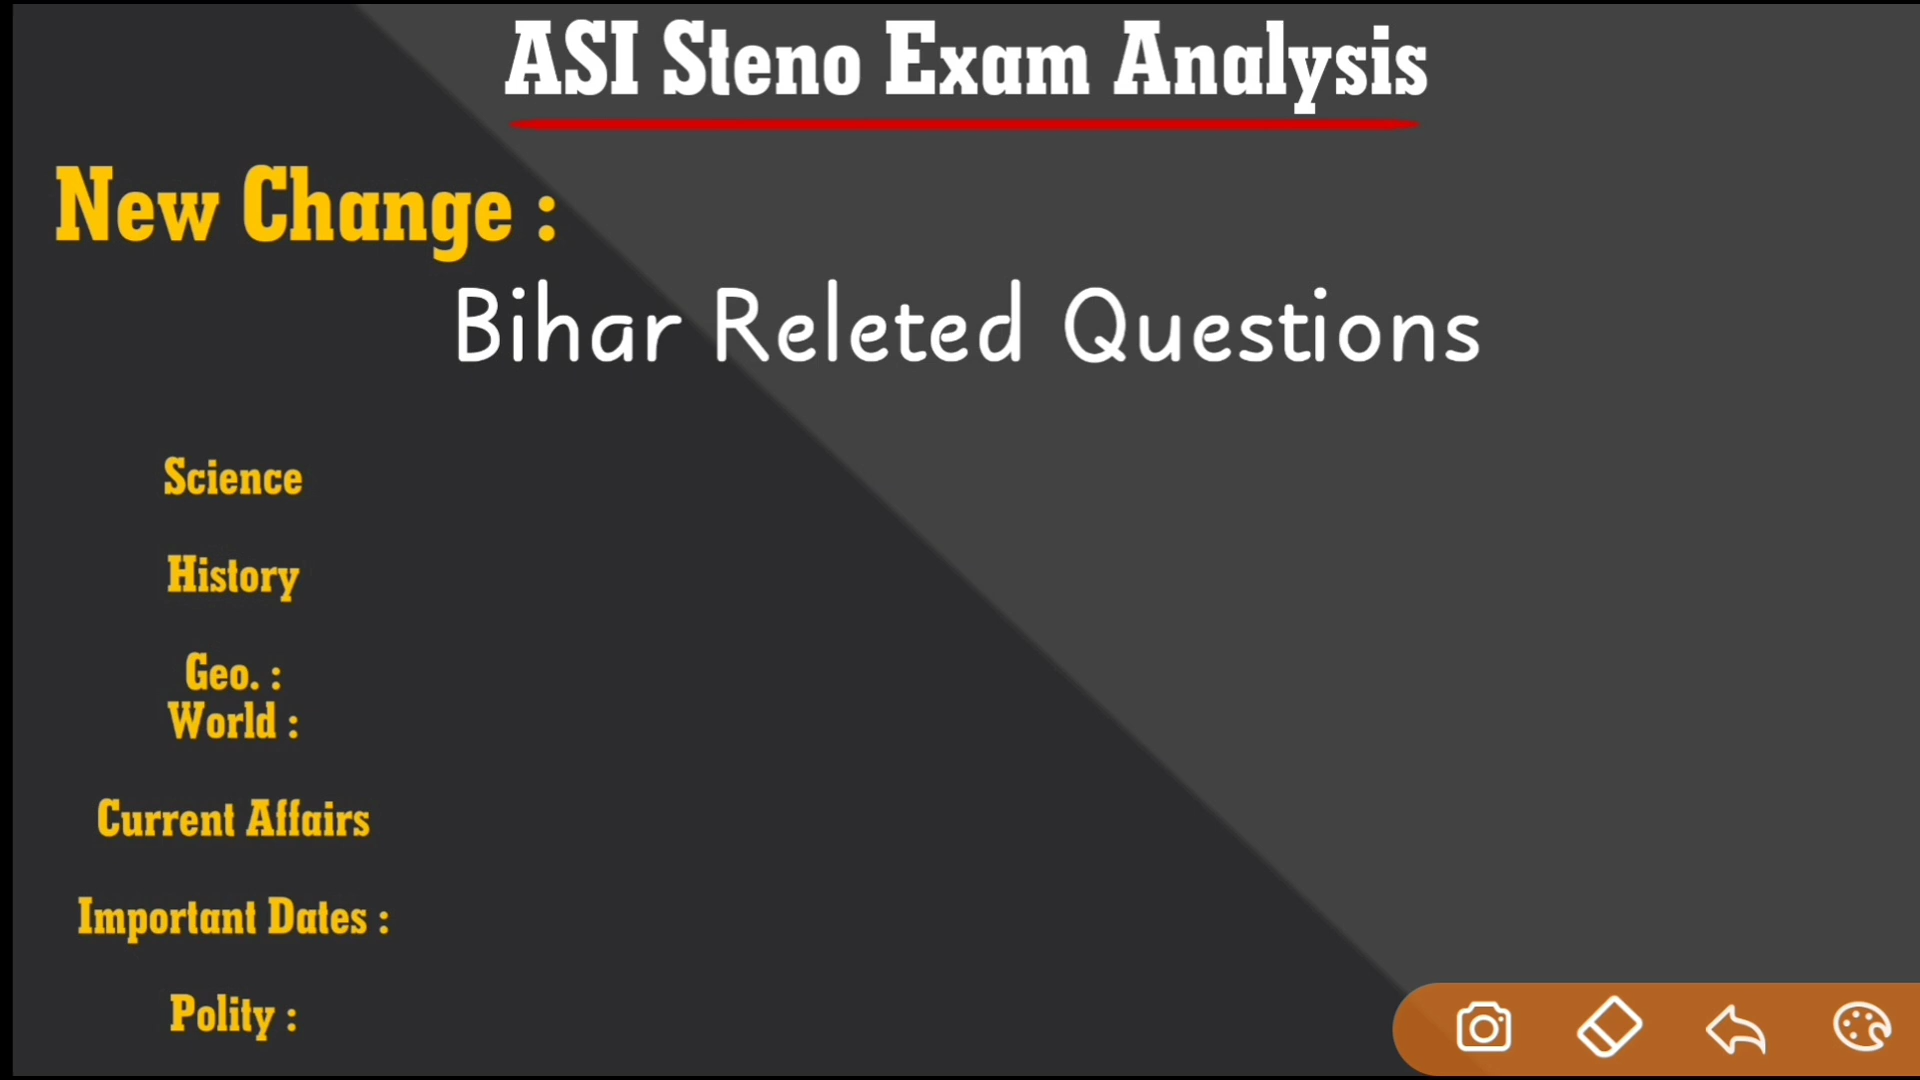 ASI Steno Exam Analysis
New Change :
Bihar Releted Questions
Science
History
Geo. :
World :
Current Affairs
Important Dates :
Polity :